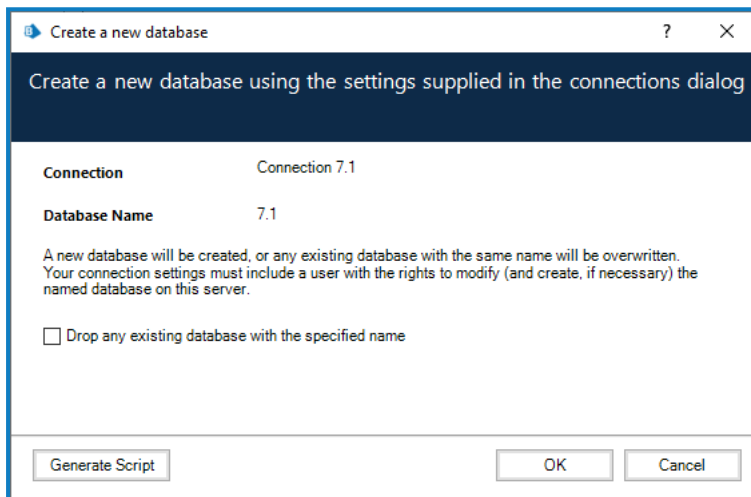 Create a new database
Create a new database using the settings supplied in the connections dialog
Connection Connection 7.1
Database Name 7.1
A new database will be created, or any existing database with the same name will be overwritten.
Your connection settings must include a user with the rights to modify (and create, if necessary) the
named database on this server.
Drop any existing database with the specified name
Generate Script OK Cancel